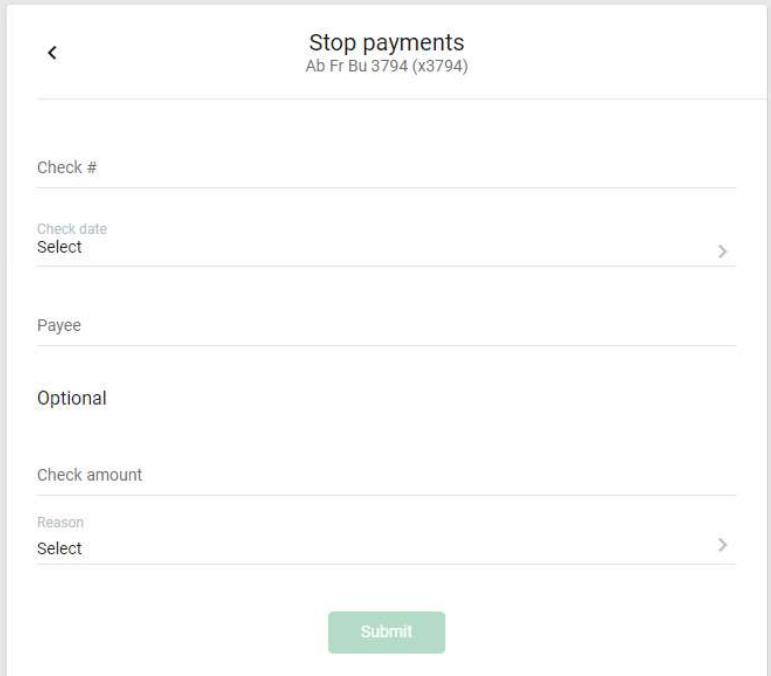 Stop payments
Ab Fr Bu 3794 (x3794)
Check #
Check date
Select
Payee
Optional
Check amount
Reason
Select
Submit